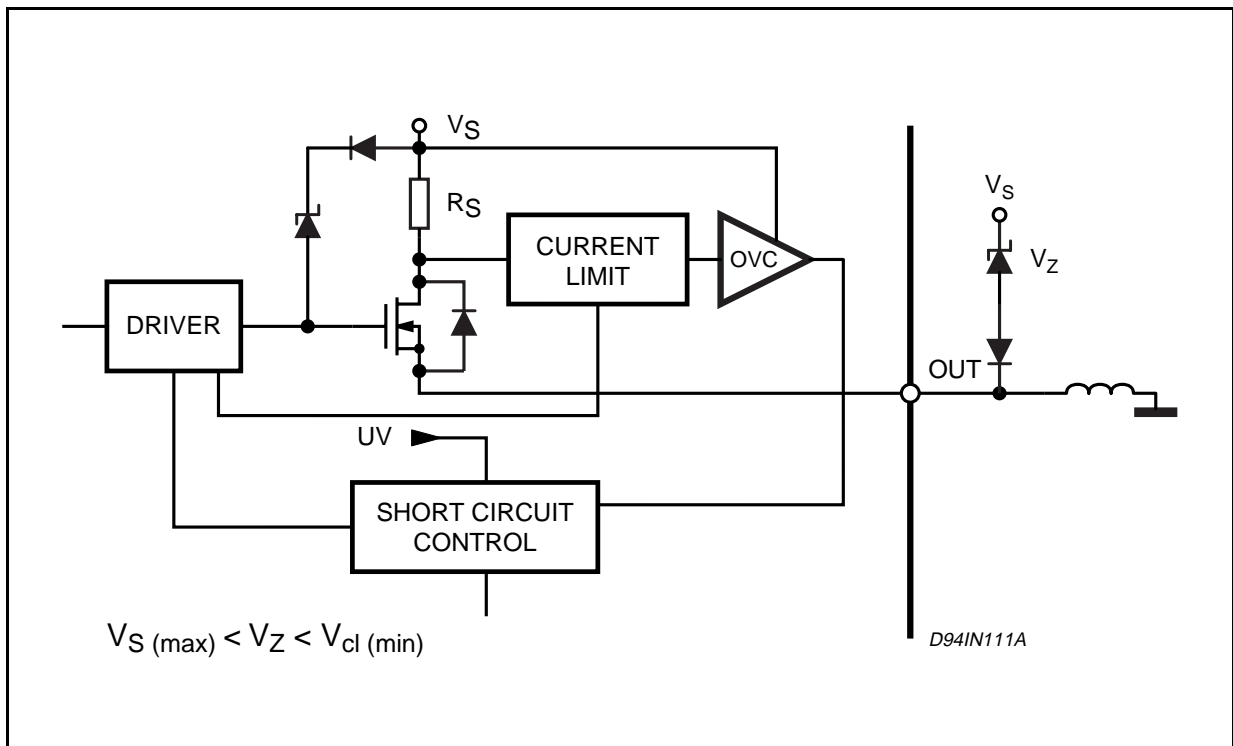 VS
RS
CURRENT
LIMIT
OVC
DRIVER
VS
VZ
OUT
UV
SHORT CIRCUIT
CONTROL
VS (max) < VZ < Vcl (min)
D94IN111A